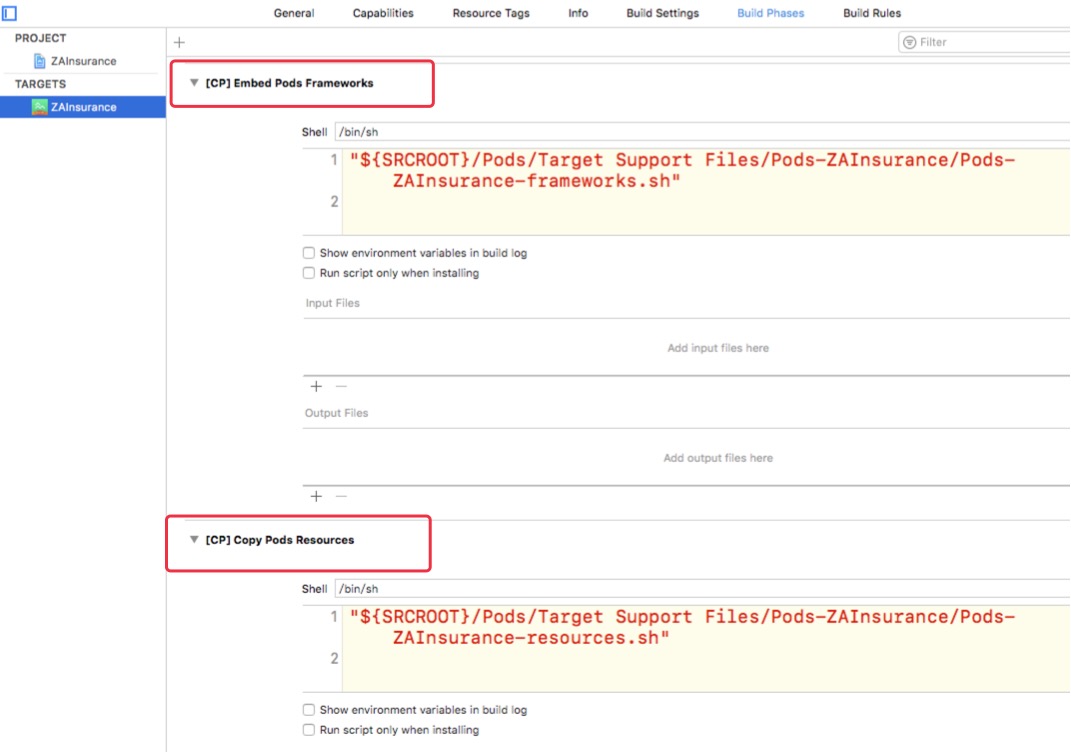 General Capabilities Resource Tags Info Build Settings Build Phases Build Rules
PROJECT
ZAInsurance
TARGETS
ZAInsurance
+
Filter
[CP] Embed Pods Frameworks
Shell /bin/sh
1 "${SRCROOT}/Pods/Target Support Files/Pods-ZAInsurance/Pods-
ZAInsurance-frameworks.sh"
2
Show environment variables in build log
Run script only when installing
Input Files
Add input files here
+ —
Output Files
Add output files here
+ —
[CP] Copy Pods Resources
Shell /bin/sh
1 "${SRCROOT}/Pods/Target Support Files/Pods-ZAInsurance/Pods-
ZAInsurance-resources.sh"
2
Show environment variables in build log
Run script only when installing